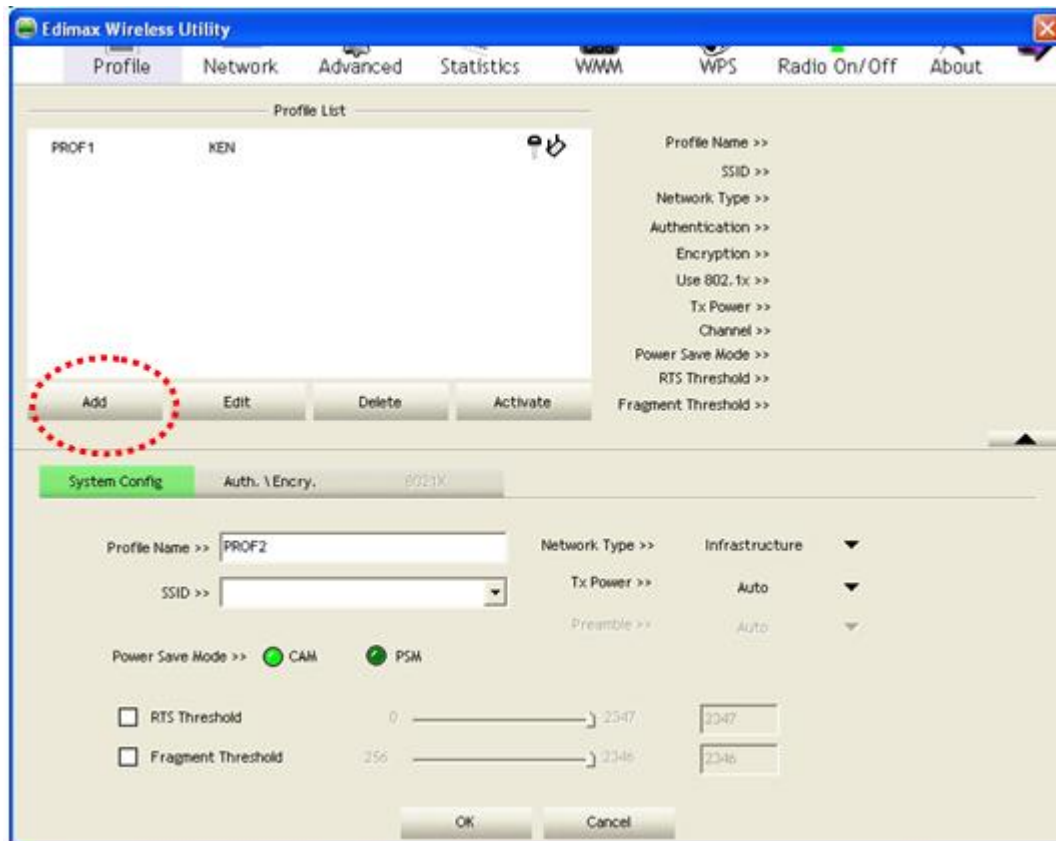 Edimax Wireless Utility
Profile Network Advanced Statistics WMM WPS Radio On/Off About
Profile List
PROF1 KEN
Profile Name >>
SSID >>
Network Type >>
Authentication >>
Encryption >>
Use 802.1x >>
Tx Power >>
Channel >>
Power Save Mode >>
RTS Threshold >>
Fragment Threshold >>
Add Edit Delete Activate
System Config Auth. \ Encry. 8021X
Profile Name >> PROF2 Network Type >> Infrastructure
SSID >> Tx Power >> Auto
Preamble >> Auto
Power Save Mode >> CAM PSM
RTS Threshold 0 2347 2347
Fragment Threshold 256 2346 2346
OK Cancel